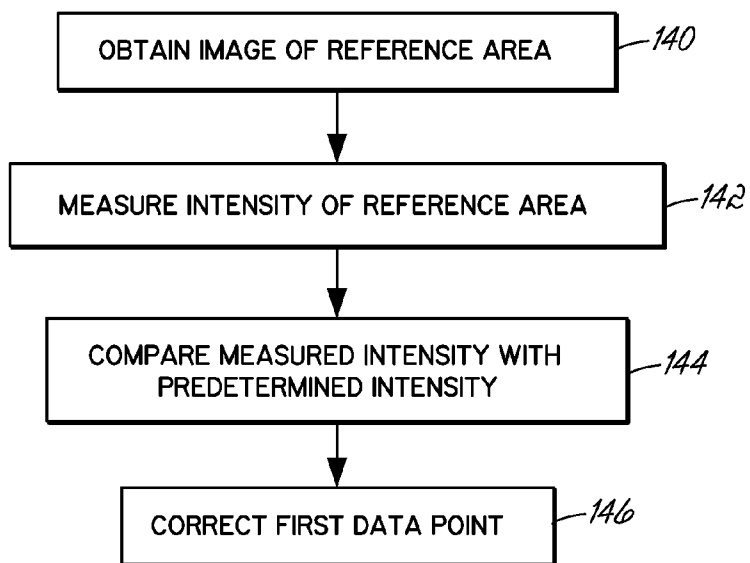 OBTAIN IMAGE OF REFERENCE AREA
140
MEASURE INTENSITY OF REFERENCE AREA
142
COMPARE MEASURED INTENSITY WITH
PREDETERMINED INTENSITY
144
CORRECT FIRST DATA POINT
146